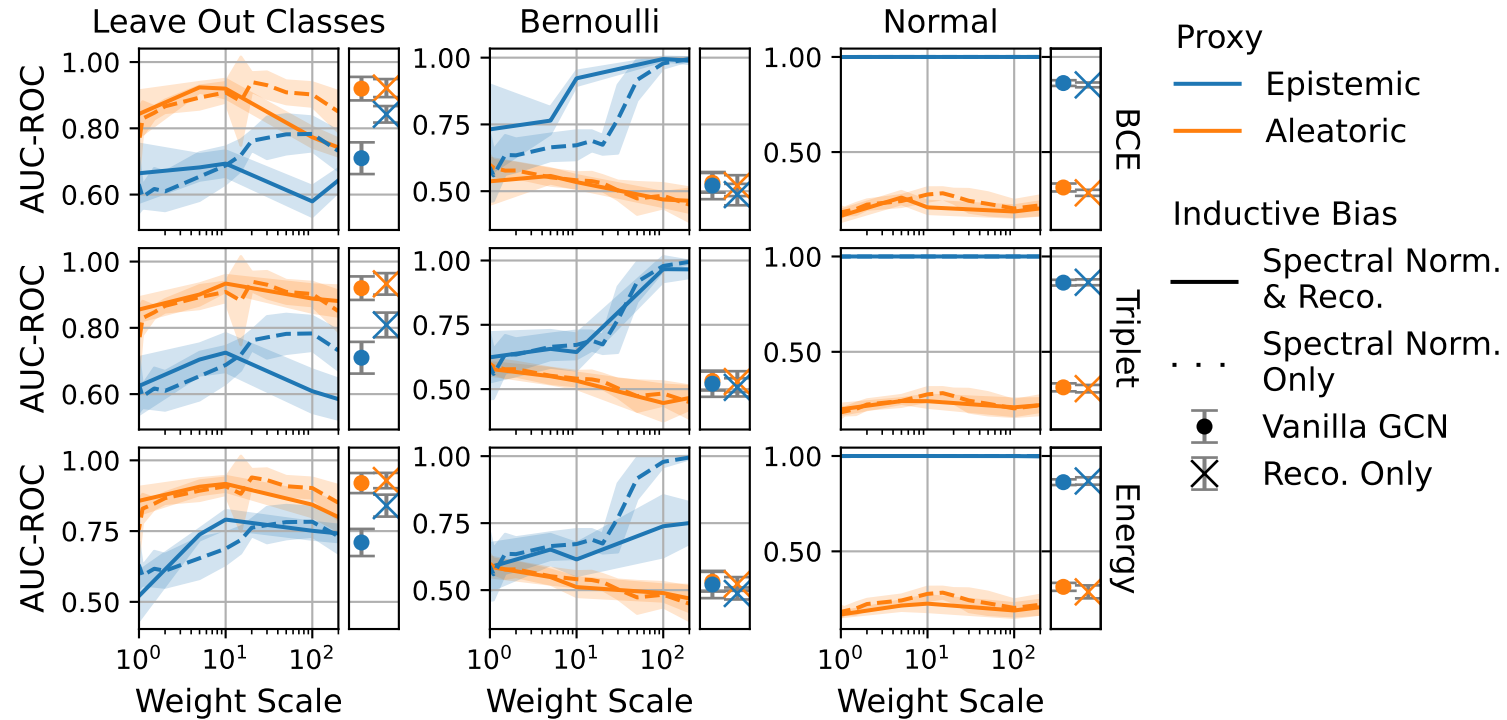 Leave Out Classes
Bernoulli
Normal
AUC-ROC
1.00
0.80
0.60
1.00
0.75
0.50
1.00
0.50
BCE
AUC-ROC
1.00
0.80
0.60
1.00
0.75
0.50
1.00
0.50
Triplet
AUC-ROC
1.00
0.75
0.50
1.00
0.75
0.50
1.00
0.50
Energy
10⁰ 10¹ 10²
10⁰ 10¹ 10²
10⁰ 10¹ 10²
Weight Scale
Weight Scale
Weight Scale
Proxy
Epistemic
Aleatoric
Inductive Bias
Spectral Norm.
& Reco.
Spectral Norm.
Only
Vanilla GCN
Reco. Only